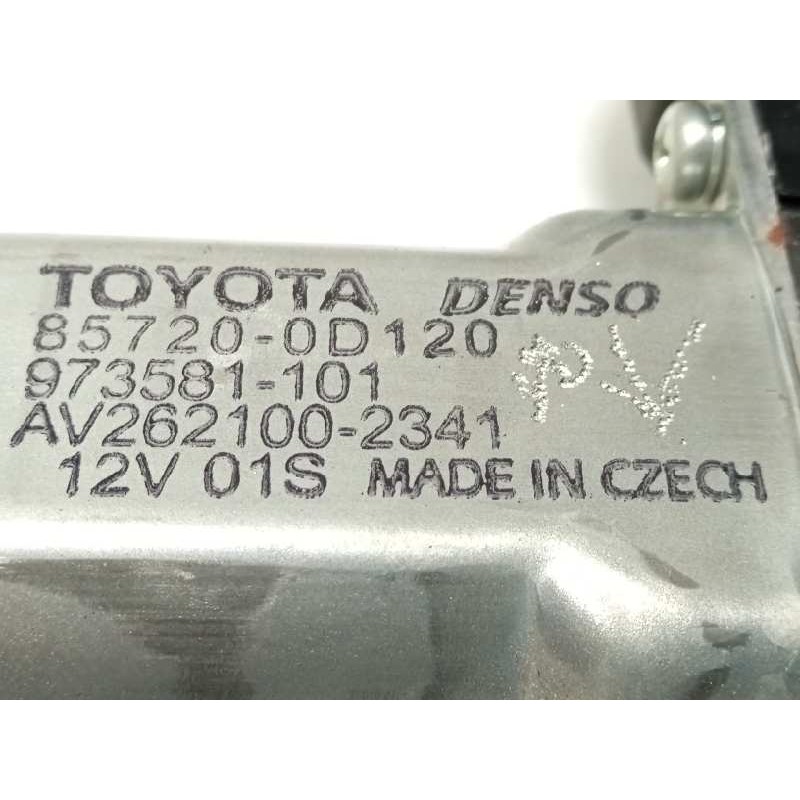 TOYOTA DENSO
85720-0D120
973581-101
AV262100-2341
12V 01S MADE IN CZECH